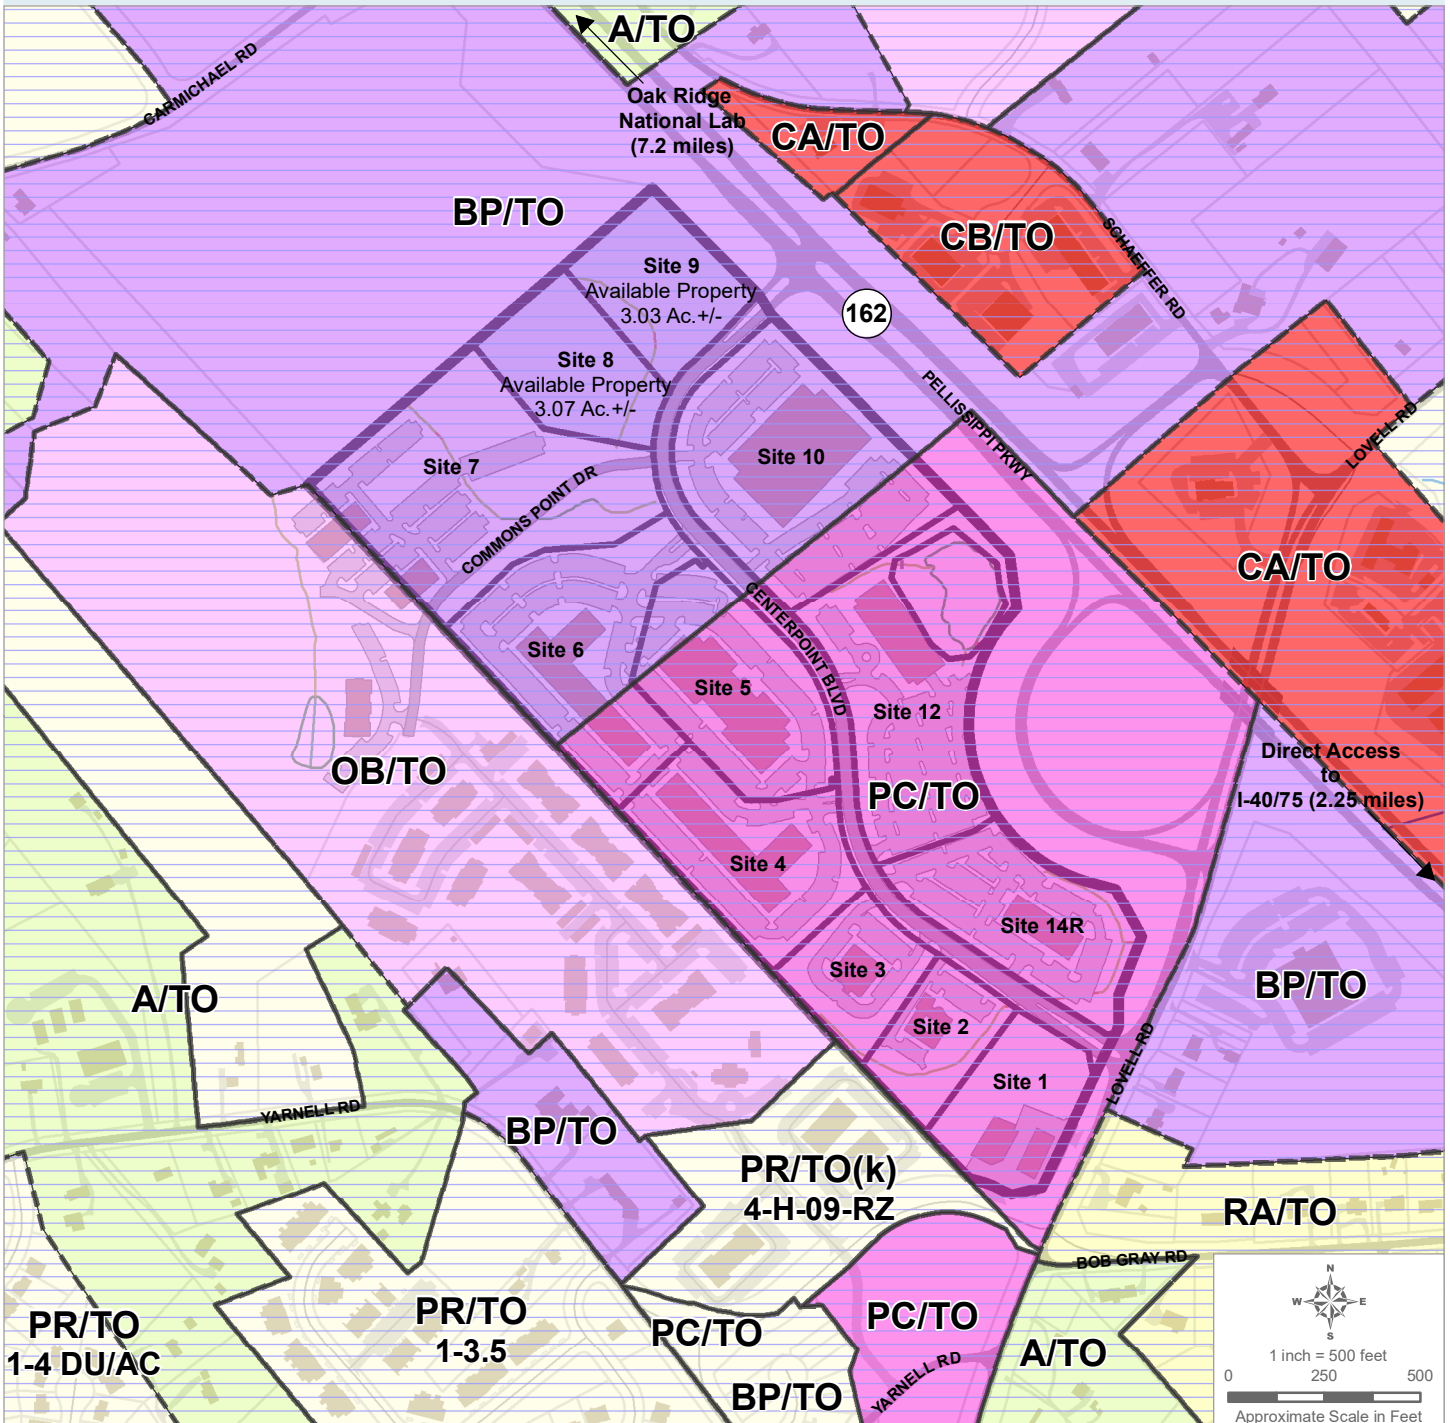 A/TO
CARMICHAEL RD
Oak Ridge
National Lab
(7.2 miles)
CA/TO
BP/TO
CB/TO
SCHAEFFER RD
Site 9
Available Property
3.03 Ac.+/-
162
Site 8
Available Property
3.07 Ac.+/-
PELLISSIPPI PKWY
LOVELL RD
Site 7
Site 10
COMMONS POINT DR
CA/TO
CENTERPOINT BLVD
Site 6
Site 5
Site 12
OB/TO
PC/TO
Direct Access
to
I-40/75 (2.25 miles)
Site 4
Site 14R
Site 3
BP/TO
A/TO
Site 2
Site 1
LOVELL RD
YARNELL RD
BP/TO
PR/TO(k)
4-H-09-RZ
RA/TO
BOB GRAY RD
PR/TO
1-4 DU/AC
PR/TO
1-3.5
PC/TO
PC/TO
A/TO
BP/TO
YARNELL RD
N
W
E
S
1 inch = 500 feet
0 250 500
Approximate Scale in Feet